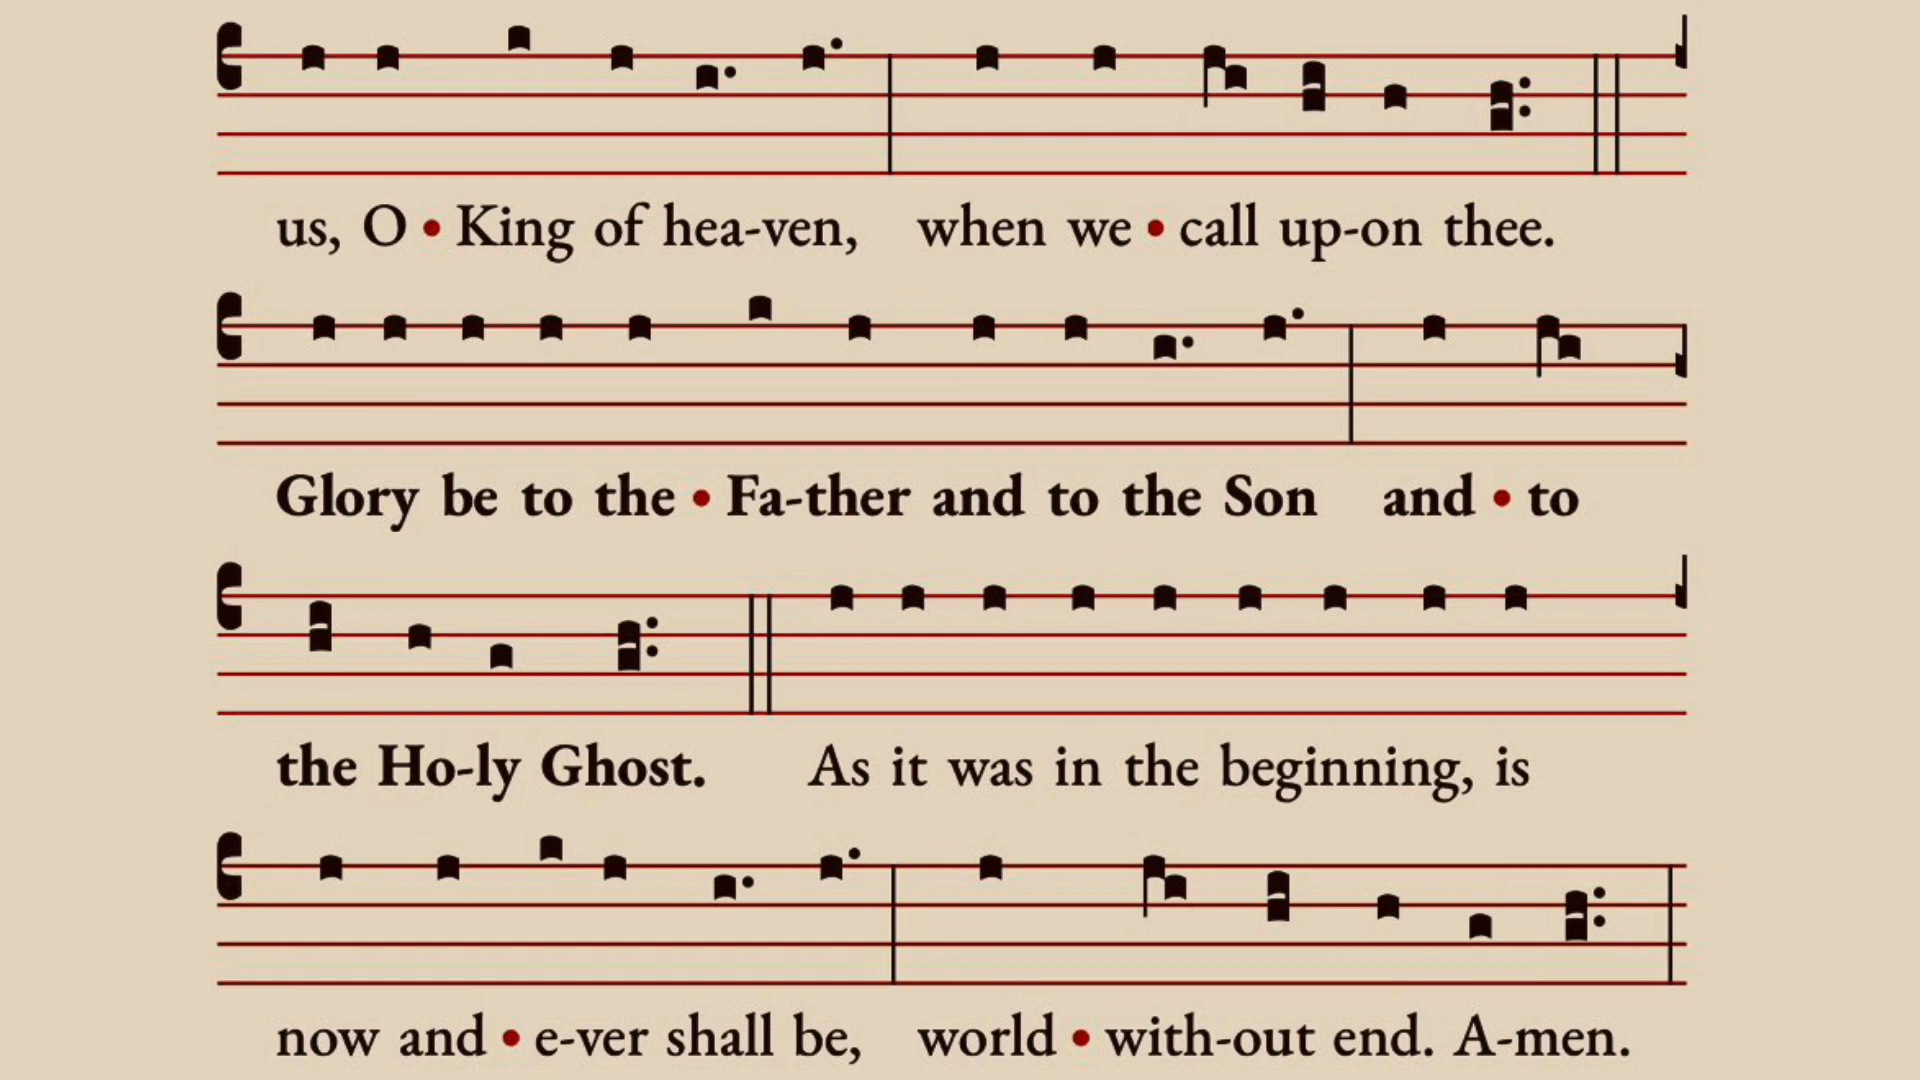 us, O • King of hea-ven, when we • call up-on thee.
Glory be to the • Fa-ther and to the Son and • to
the Ho-ly Ghost. As it was in the beginning, is
now and • e-ver shall be, world • with-out end. A-men.